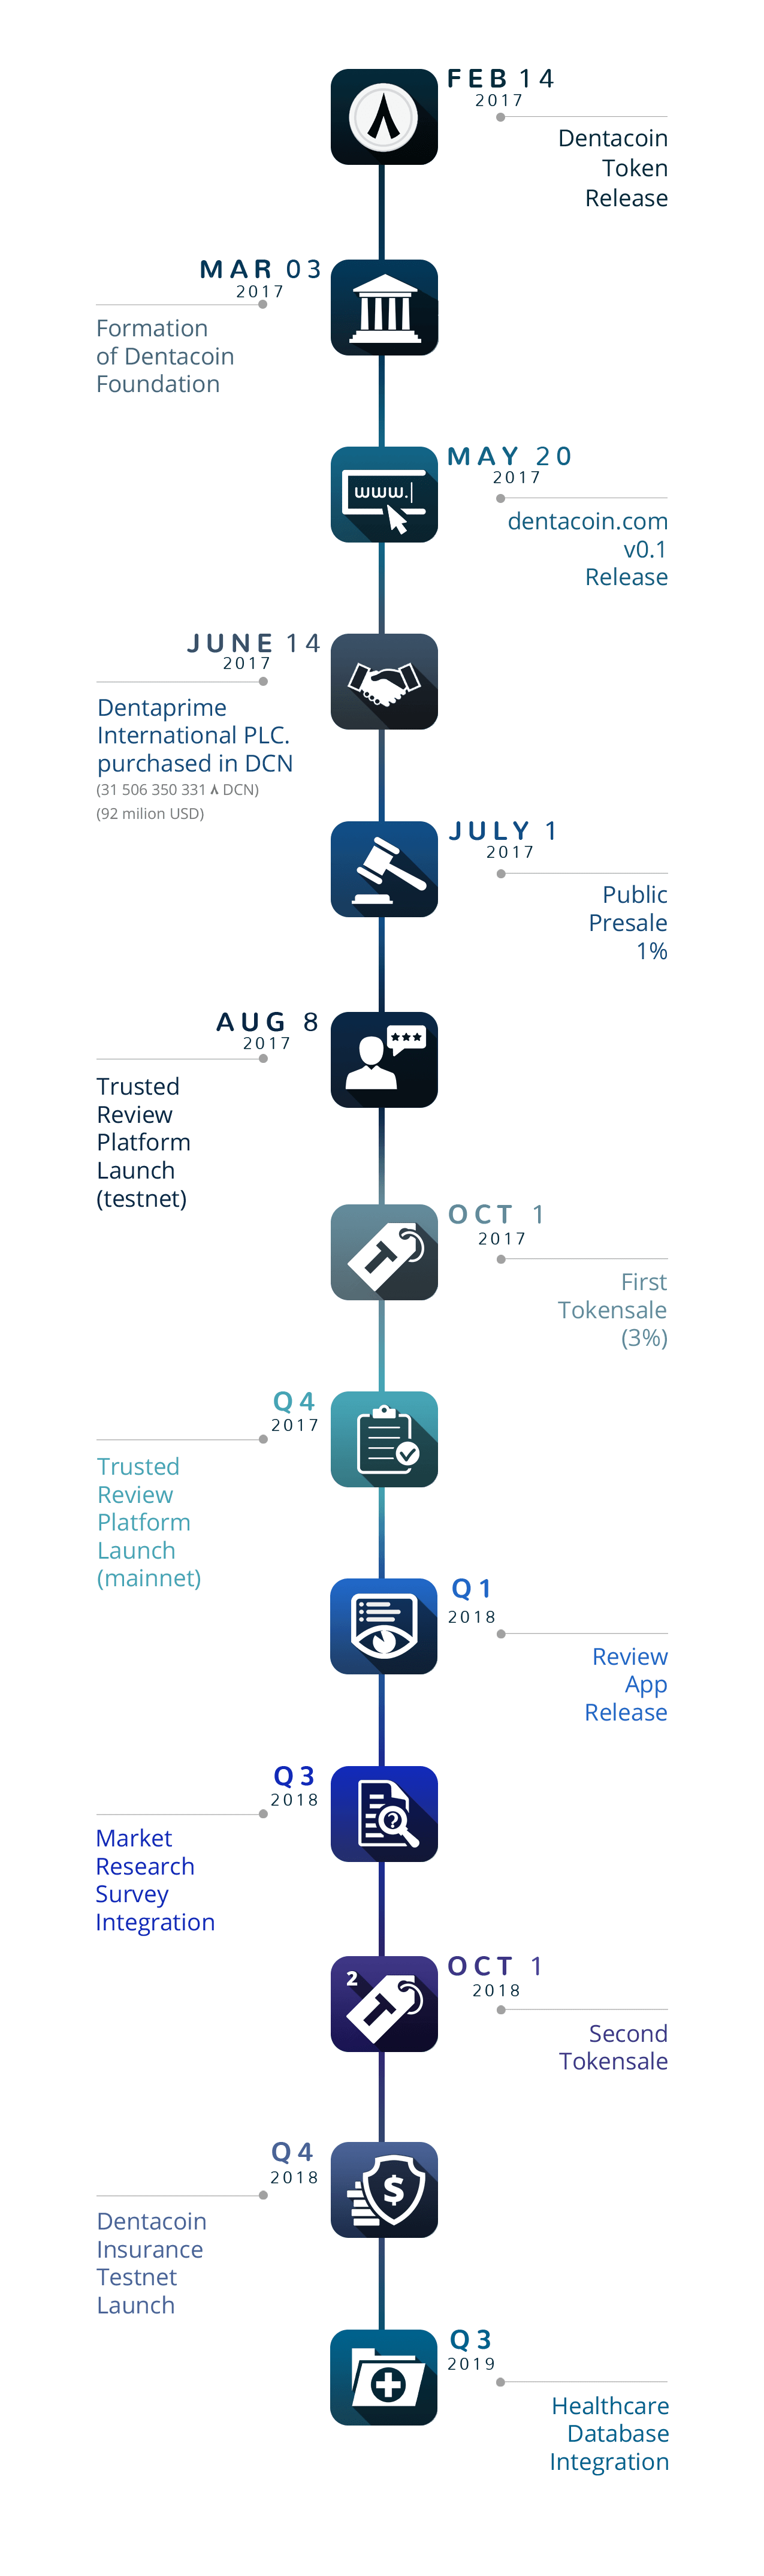 FEB 14
2017
Dentacoin
Token
Release
MAR 03
2017
Formation
of Dentacoin
Foundation
MAY 20
2017
www.
dentacoin.com
v0.1
Release
JUNE 14
2017
Dentaprime
International PLC.
purchased in DCN
(31 506 350 331 ٨ DCN)
(92 milion USD)
JULY 1
2017
Public
Presale
1%
AUG 8
2017
Trusted
Review
Platform
Launch
(testnet)
OCT 1
2017
T
First
Tokensale
(3%)
Q4
2017
Trusted
Review
Platform
Launch
(mainnet)
Q1
2018
Review
App
Release
Q3
2018
?
Market
Research
Survey
Integration
OCT 1
2018
2
T
Second
Tokensale
Q4
2018
$
Dentacoin
Insurance
Testnet
Launch
Q3
2019
Healthcare
Database
Integration